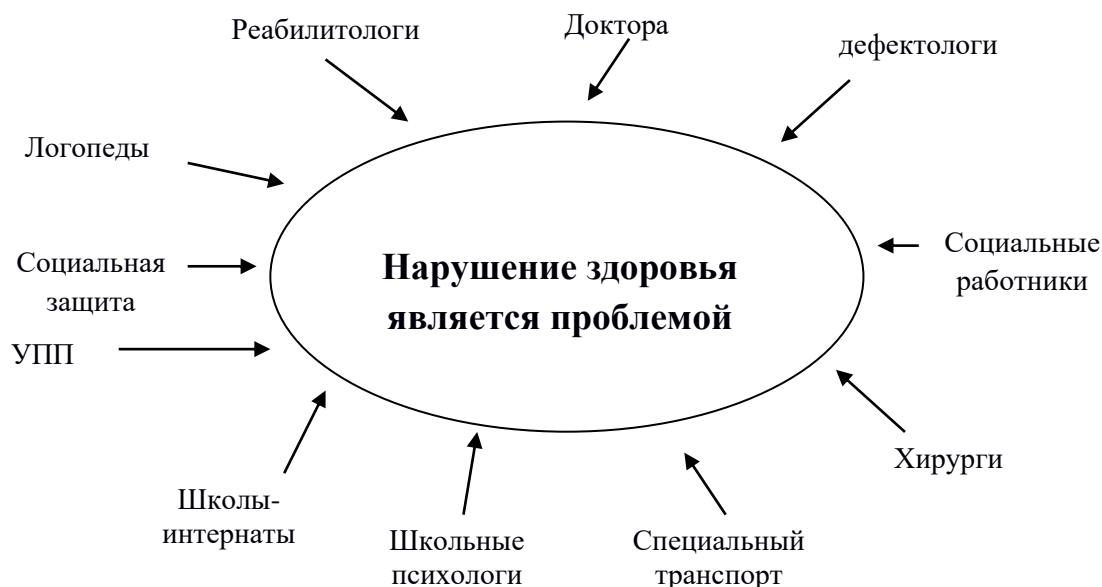 Реабилитологи
Доктора
дефектологи
Логопеды
Социальная
защита
Нарушение здоровья
является проблемой
Социальные
работники
УПП
Хирурги
Школы-
интернаты
Школьные
психологи
Специальный
транспорт